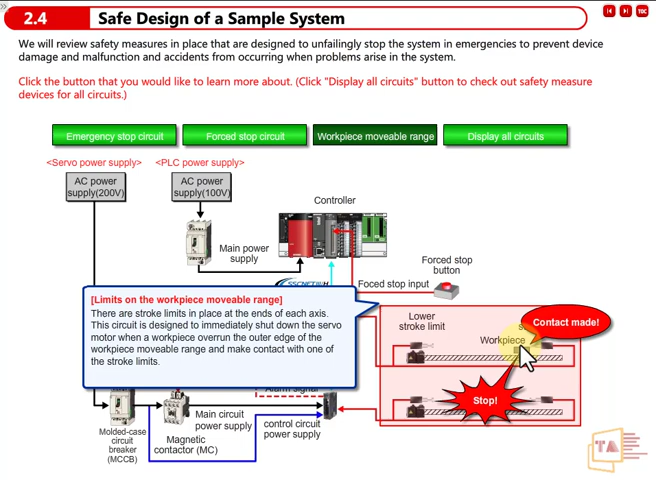 2.4 Safe Design of a Sample System
TOC
We will review safety measures in place that are designed to unfailingly stop the system in emergencies to prevent device
damage and malfunction and accidents from occurring when problems arise in the system.
Click the button that you would like to learn more about. (Click "Display all circuits" button to check out safety measure
devices for all circuits.)
Emergency stop circuit
Forced stop circuit
Workpiece moveable range
Display all circuits
<Servo power supply>
<PLC power supply>
AC power
supply(200V)
AC power
supply(100V)
Controller
Main power
supply
Forced stop
button
SSCNETIII/H
Foced stop input
[Limits on the workpiece moveable range]
There are stroke limits in place at the ends of each axis.
This circuit is designed to immediately shut down the servo
motor when a workpiece overrun the outer edge of the
workpiece moveable range and make contact with one of
the stroke limits.
Lower
stroke limit
Contact made!
Workpiece
Stop!
Alarm signal
Main circuit
power supply
control circuit
power supply
Molded-case
circuit
breaker
(MCCB)
Magnetic
contactor (MC)
TA